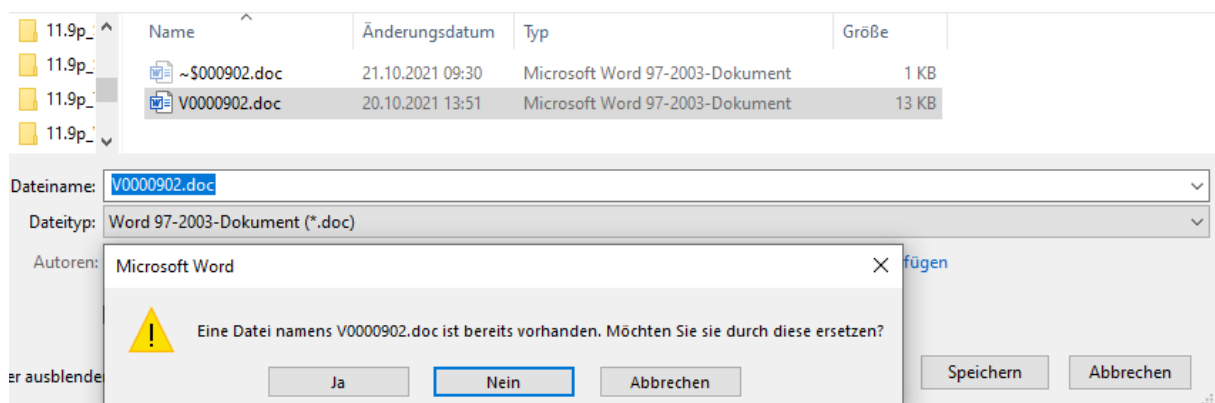 11.9p_
Name Änderungsdatum Typ Größe
11.9p_
~$000902.doc 21.10.2021 09:30 Microsoft Word 97-2003-Dokument 1 KB
11.9p_
V0000902.doc 20.10.2021 13:51 Microsoft Word 97-2003-Dokument 13 KB
11.9p_
Dateiname: V0000902.doc
Dateityp: Word 97-2003-Dokument (*.doc)
Autoren: fügen
Microsoft Word
Eine Datei namens V0000902.doc ist bereits vorhanden. Möchten Sie sie durch diese ersetzen?
Ja Nein Abbrechen
er ausblende Speichern Abbrechen